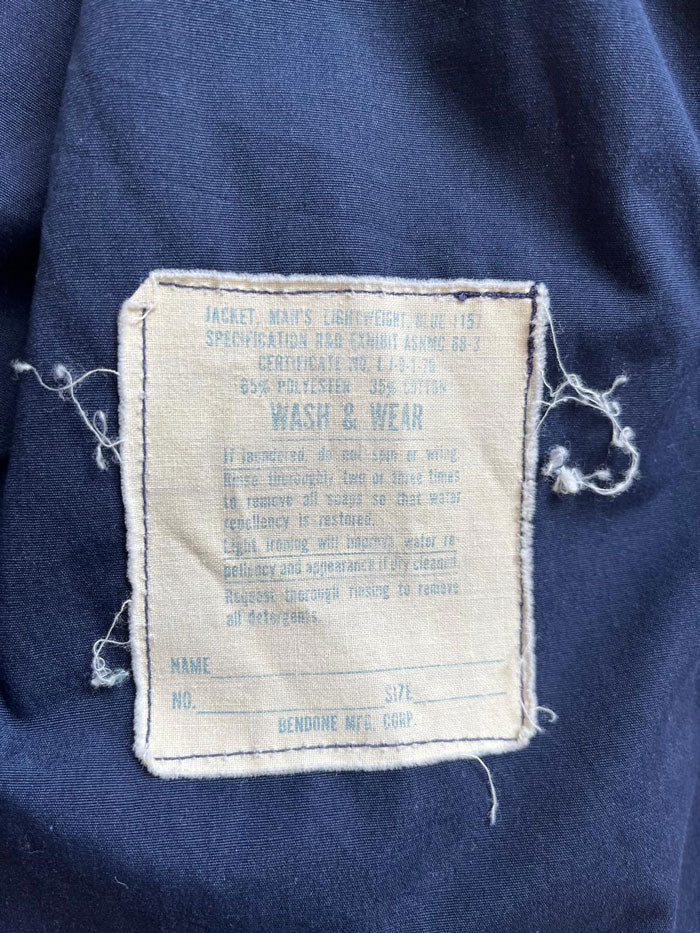 JACKET, MAN'S, LIGHTWEIGHT, BLUE 1157
SPECIFICATION R&D EXHIBIT ASKMC 68-3
CERTIFICATE NO.
65% POLYESTER 35% COTTON
WASH & WEAR
If laundered, do not spin or wring.
Rinse thoroughly two or three times
to remove all soaps so that water
repellency is restored.
Light ironing will improve water re-
pellency and appearance if dry cleaned.
Request thorough rinsing to remove
all detergents.
NAME
NO. SIZE
BENDONE MFG. CORP.